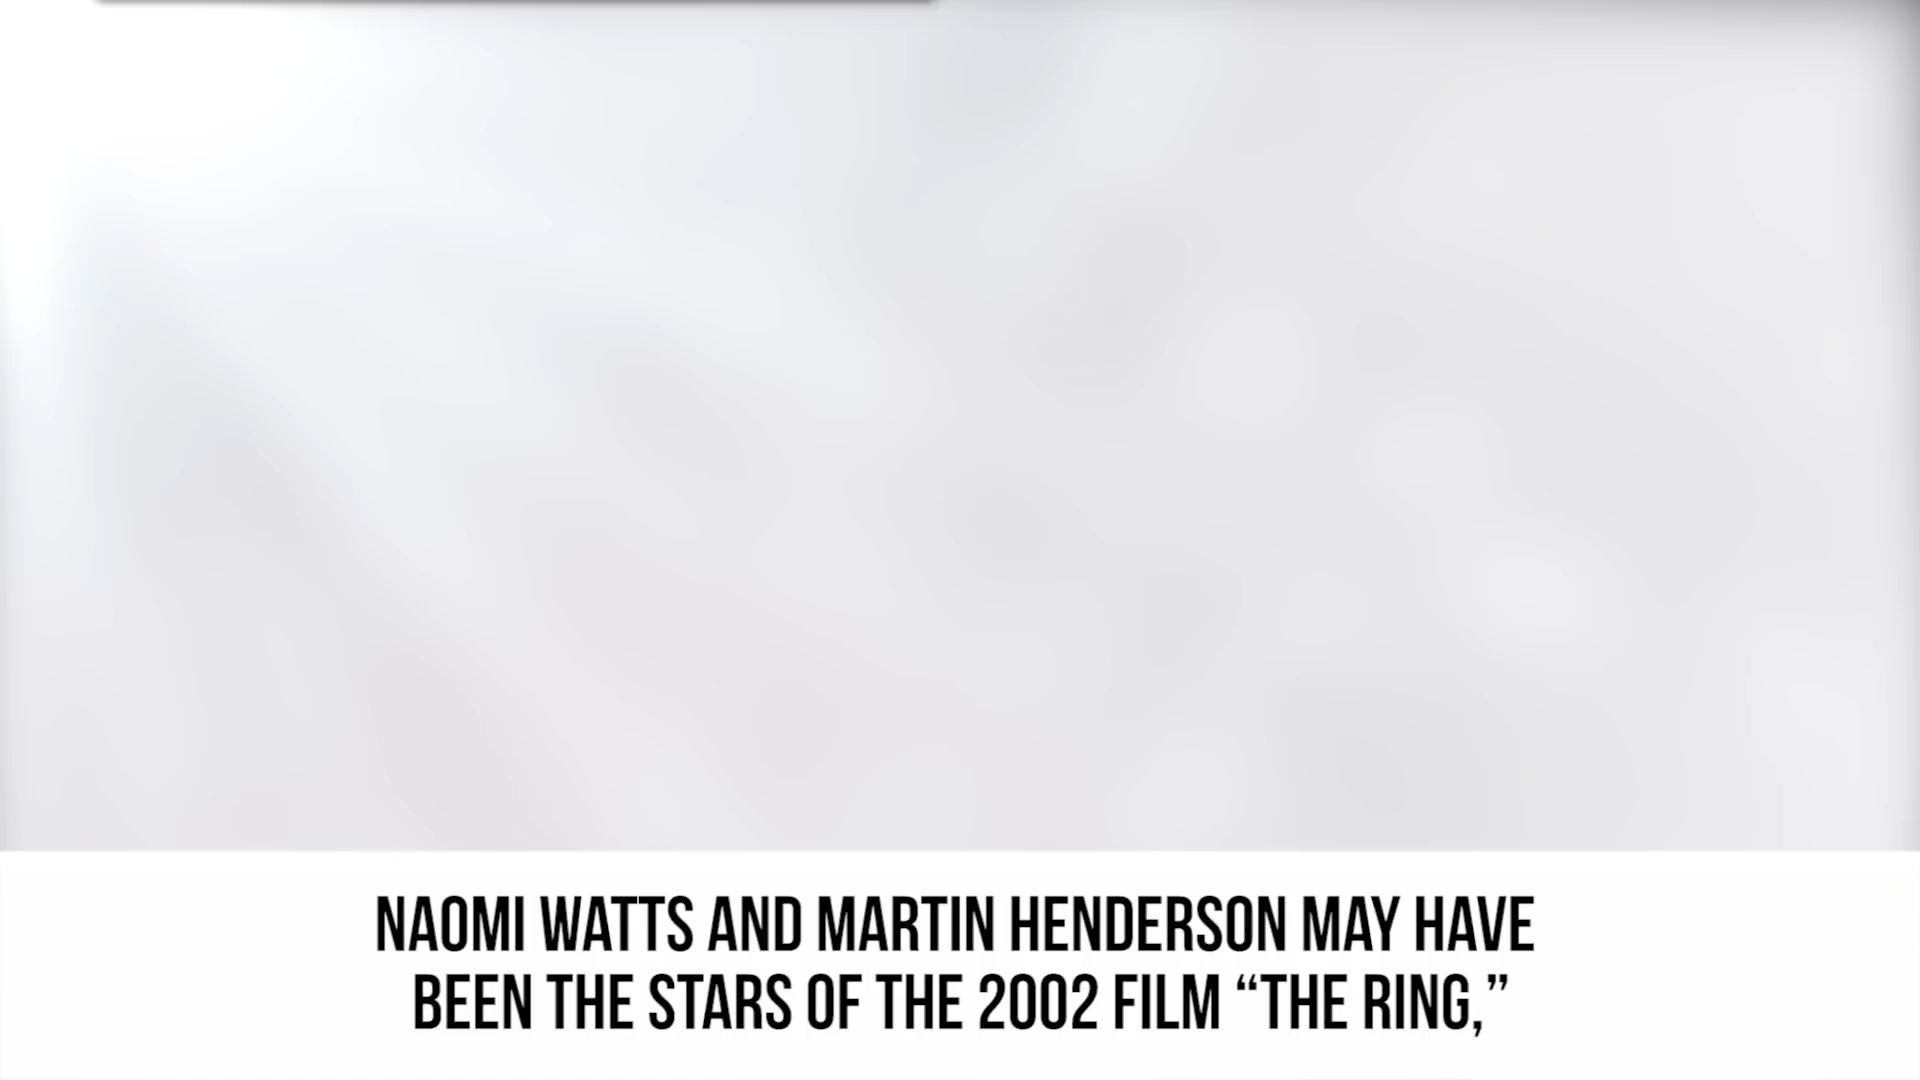 NAOMI WATTS AND MARTIN HENDERSON MAY HAVE
BEEN THE STARS OF THE 2002 FILM “THE RING,”